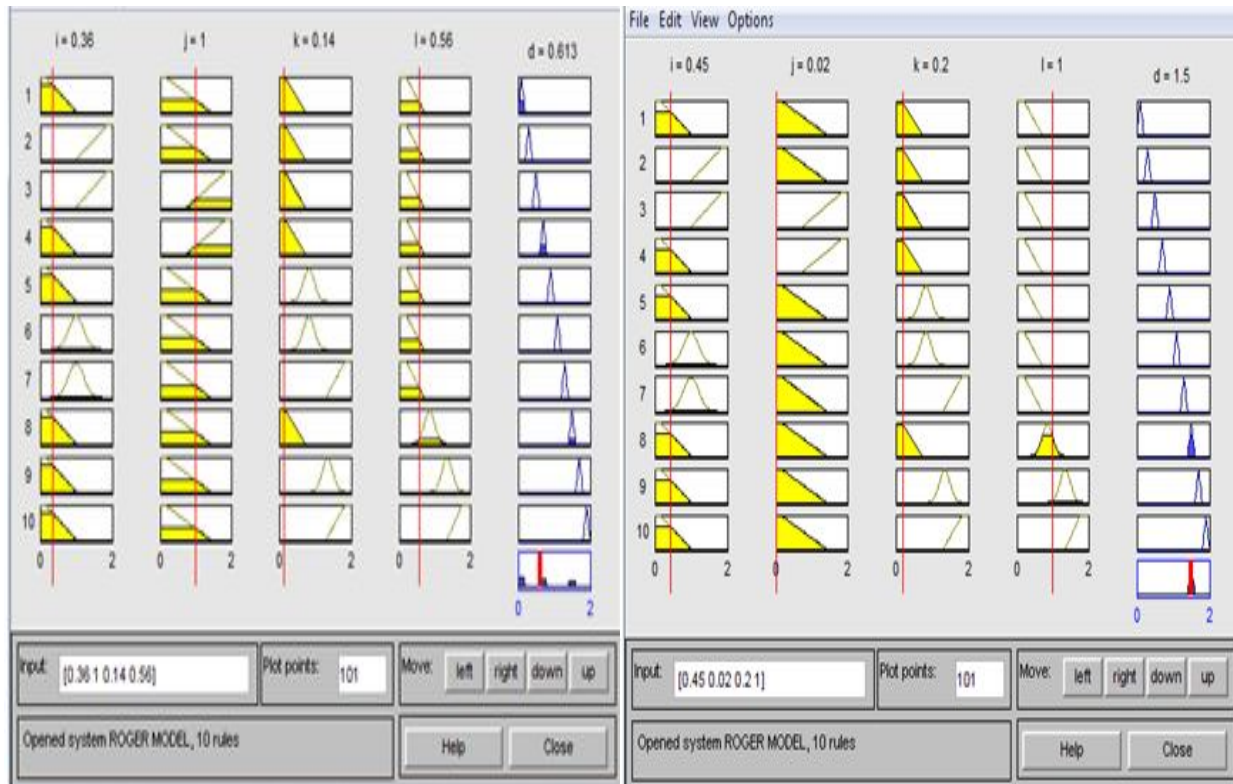 i = 0.36 j = 1 k = 0.14 l = 0.56 d = 0.613
1
2
3
4
5
6
7
8
9
10
0 2 0 2 0 2 0 2
0 2
Input: [0.36 1 0.14 0.56] Plot points: 101 Move: left right down up
Opened system ROGER MODEL, 10 rules Help Close
File Edit View Options
i = 0.45 j = 0.02 k = 0.2 l = 1 d = 1.5
1
2
3
4
5
6
7
8
9
10
0 2 0 2 0 2 0 2
0 2
Input: [0.45 0.02 0.2 1] Plot points: 101 Move: left right down up
Opened system ROGER MODEL, 10 rules Help Close